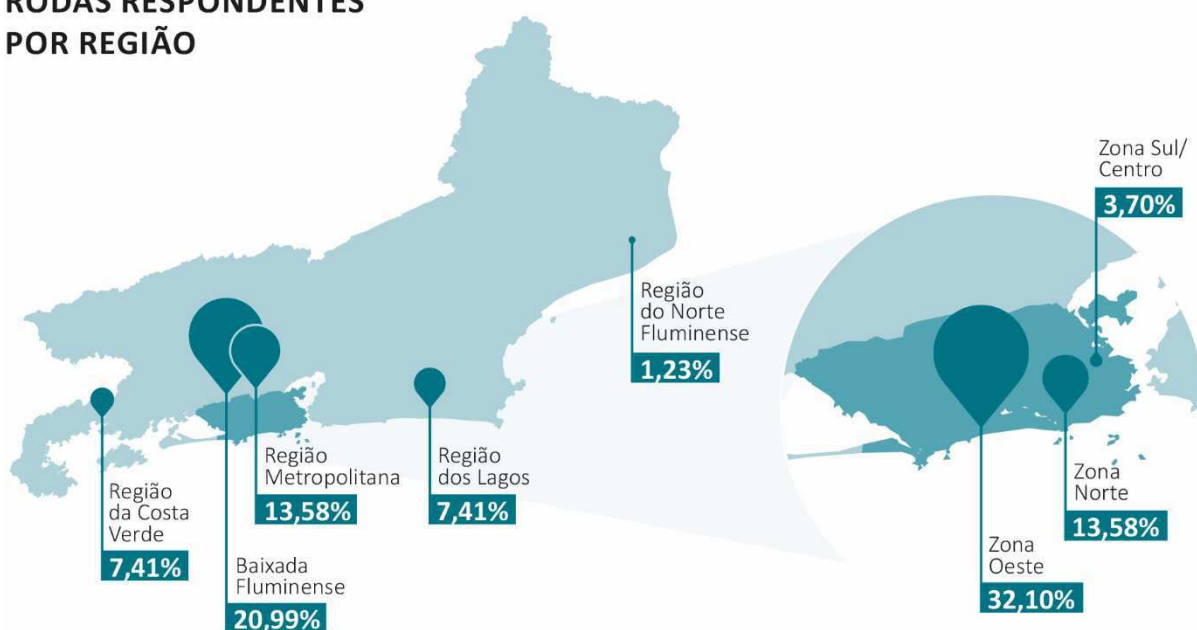 RODAS RESPONDENTES
POR REGIÃO
Zona Sul/
Centro
3,70%
Região
do Norte
Fluminense
1,23%
Região
Metropolitana
13,58%
Região
dos Lagos
7,41%
Região
da Costa
Verde
7,41%
Baixada
Fluminense
20,99%
Zona
Norte
13,58%
Zona
Oeste
32,10%